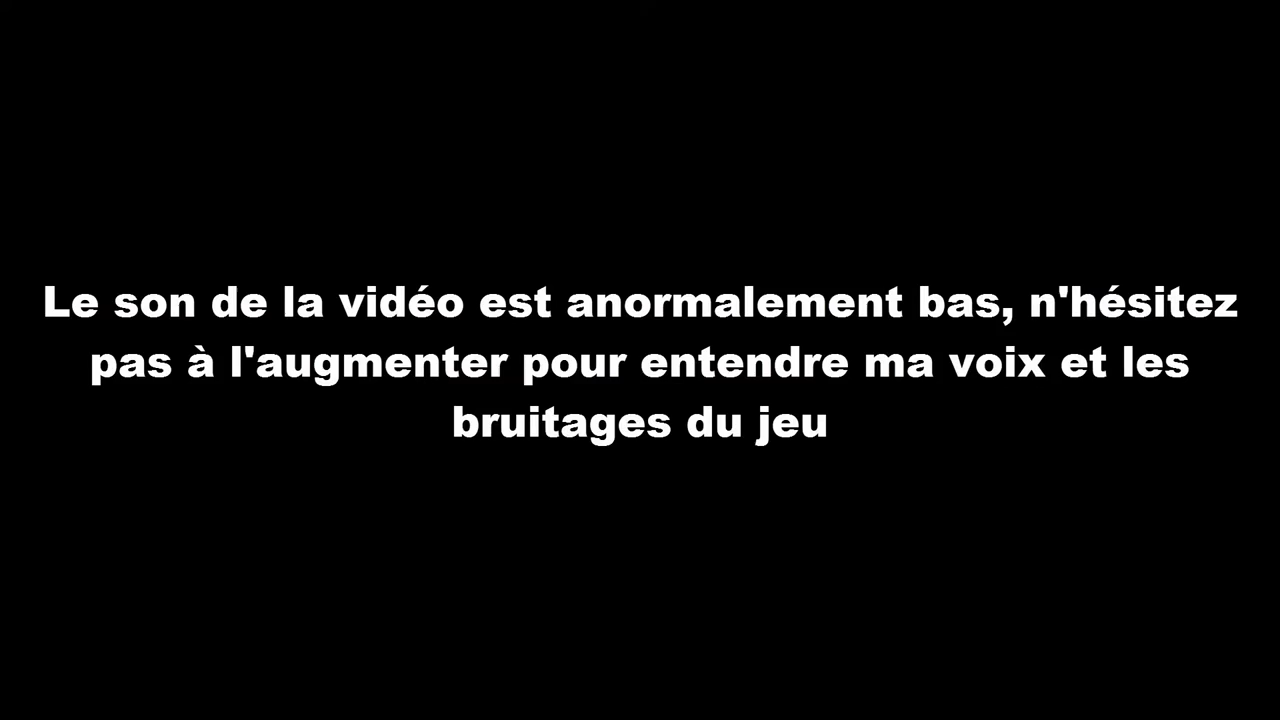 Le son de la vidéo est anormalement bas, n'hésitez
pas à l'augmenter pour entendre ma voix et les
bruitages du jeu